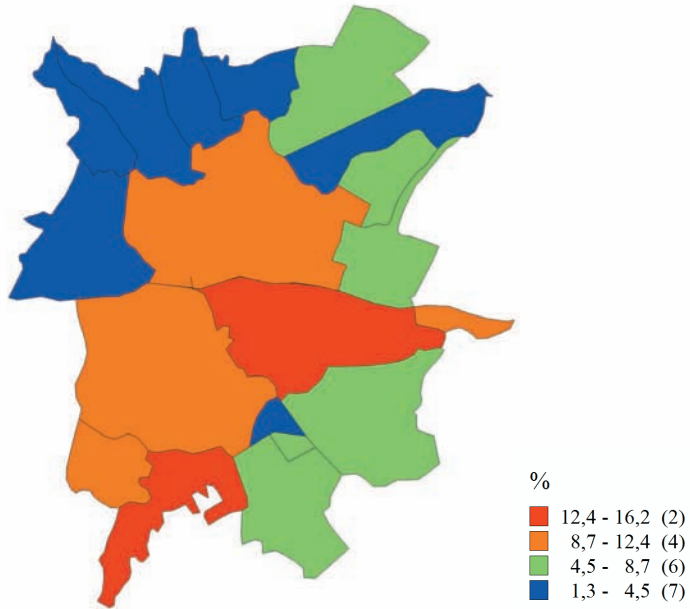 %
12,4 - 16,2 (2)
8,7 - 12,4 (4)
4,5 - 8,7 (6)
1,3 - 4,5 (7)